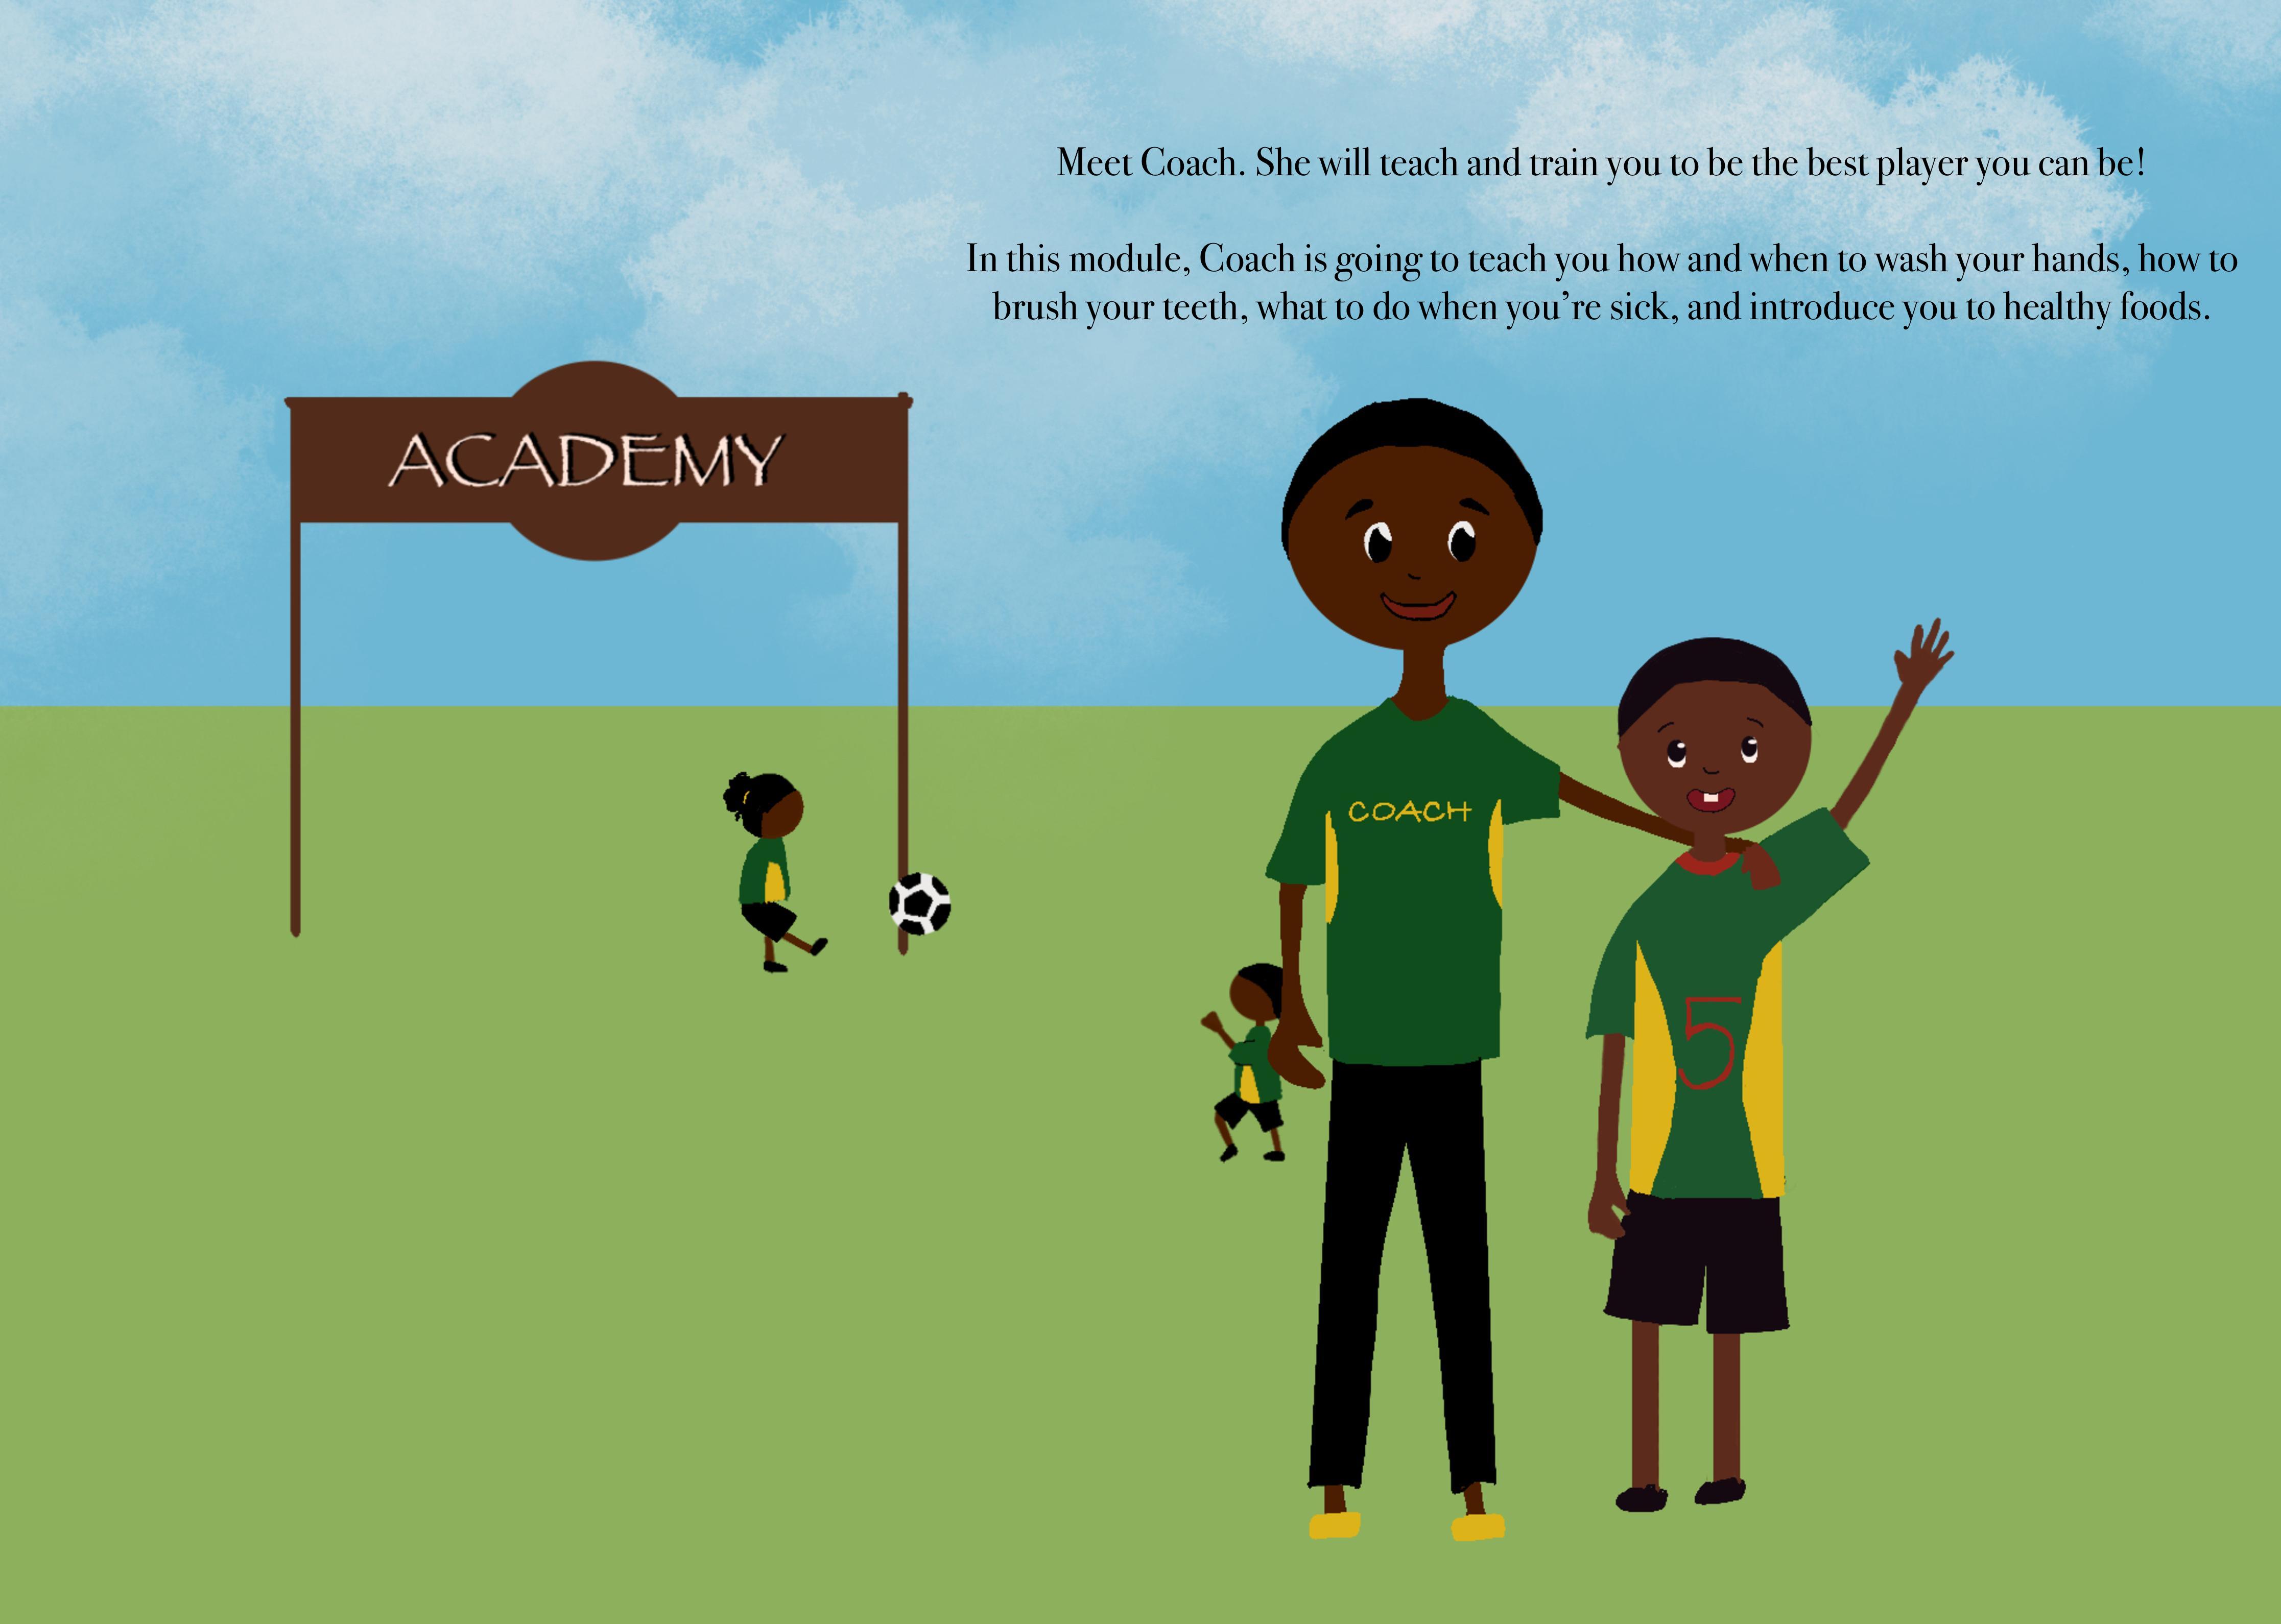 Meet Coach. She will teach and train you to be the best player you can be!
In this module, Coach is going to teach you how and when to wash your hands, how to
brush your teeth, what to do when you’re sick, and introduce you to healthy foods.
ACADEMY
COACH
5